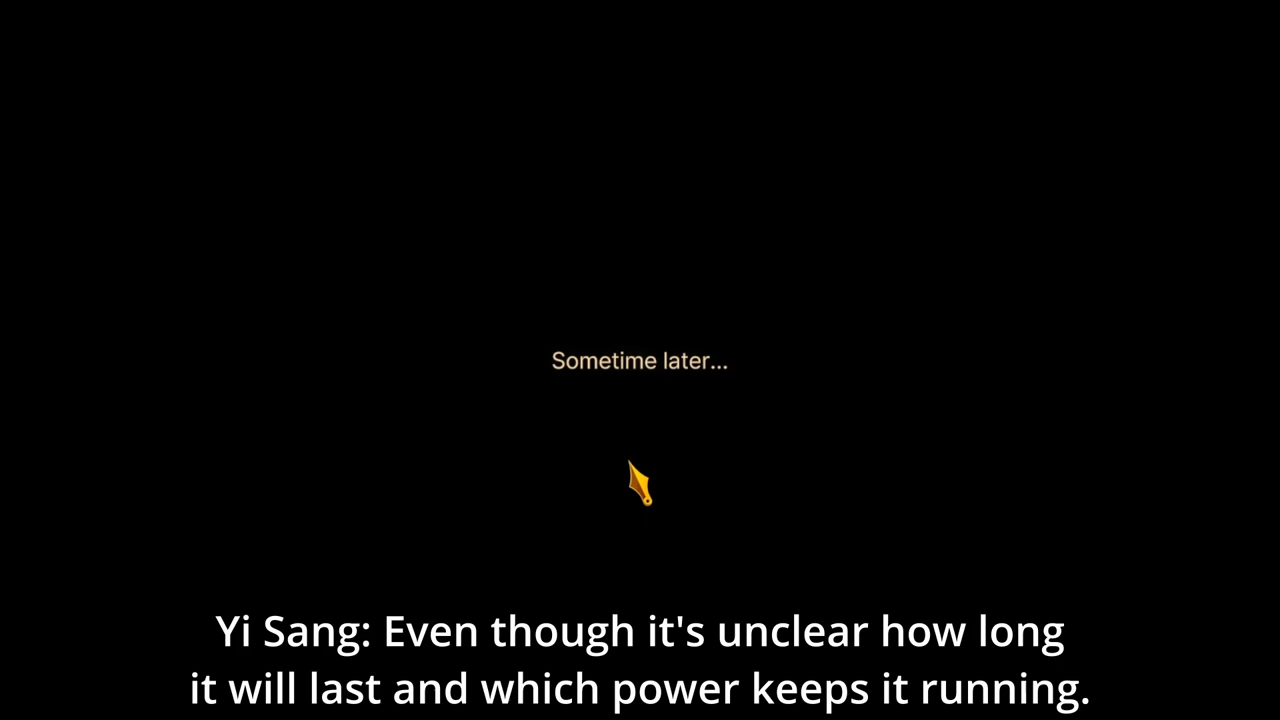 Sometime later...
Yi Sang: Even though it's unclear how long
it will last and which power keeps it running.